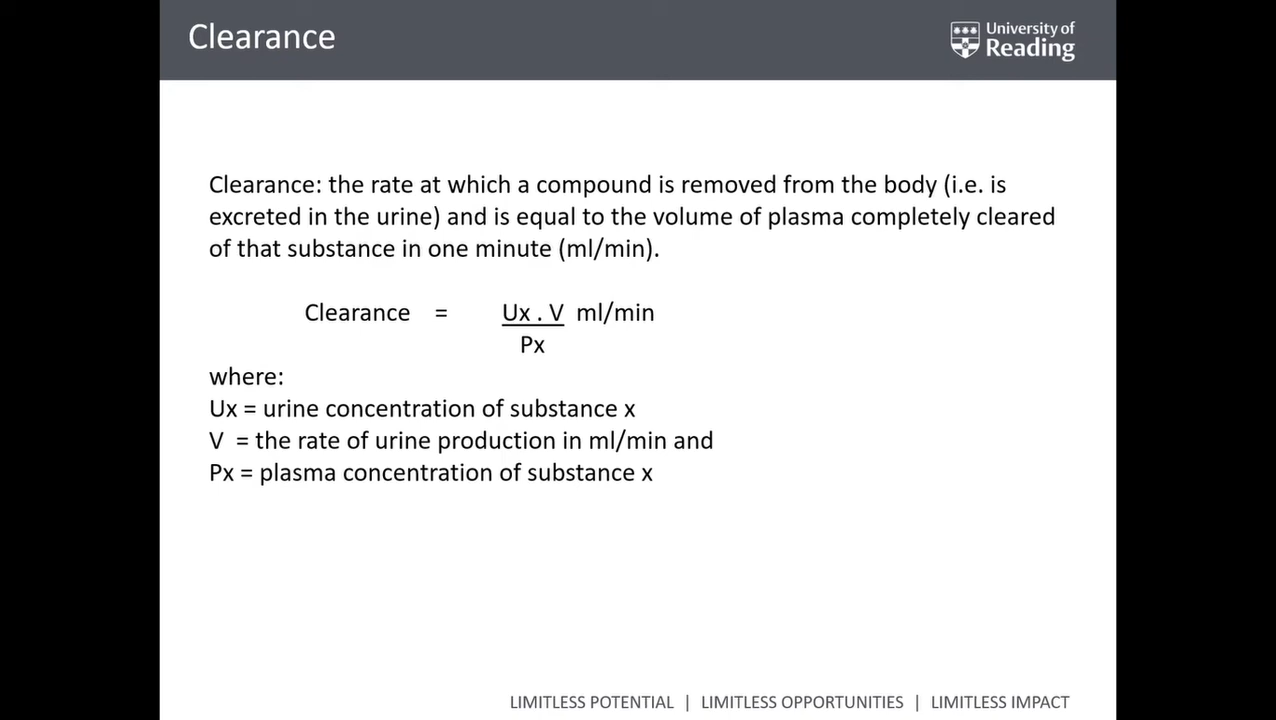 Clearance
University of
Reading
Clearance: the rate at which a compound is removed from the body (i.e. is
excreted in the urine) and is equal to the volume of plasma completely cleared
of that substance in one minute (ml/min).
Clearance = Ux . V ml/min
Px
where:
Ux = urine concentration of substance x
V = the rate of urine production in ml/min and
Px = plasma concentration of substance x
LIMITLESS POTENTIAL | LIMITLESS OPPORTUNITIES | LIMITLESS IMPACT